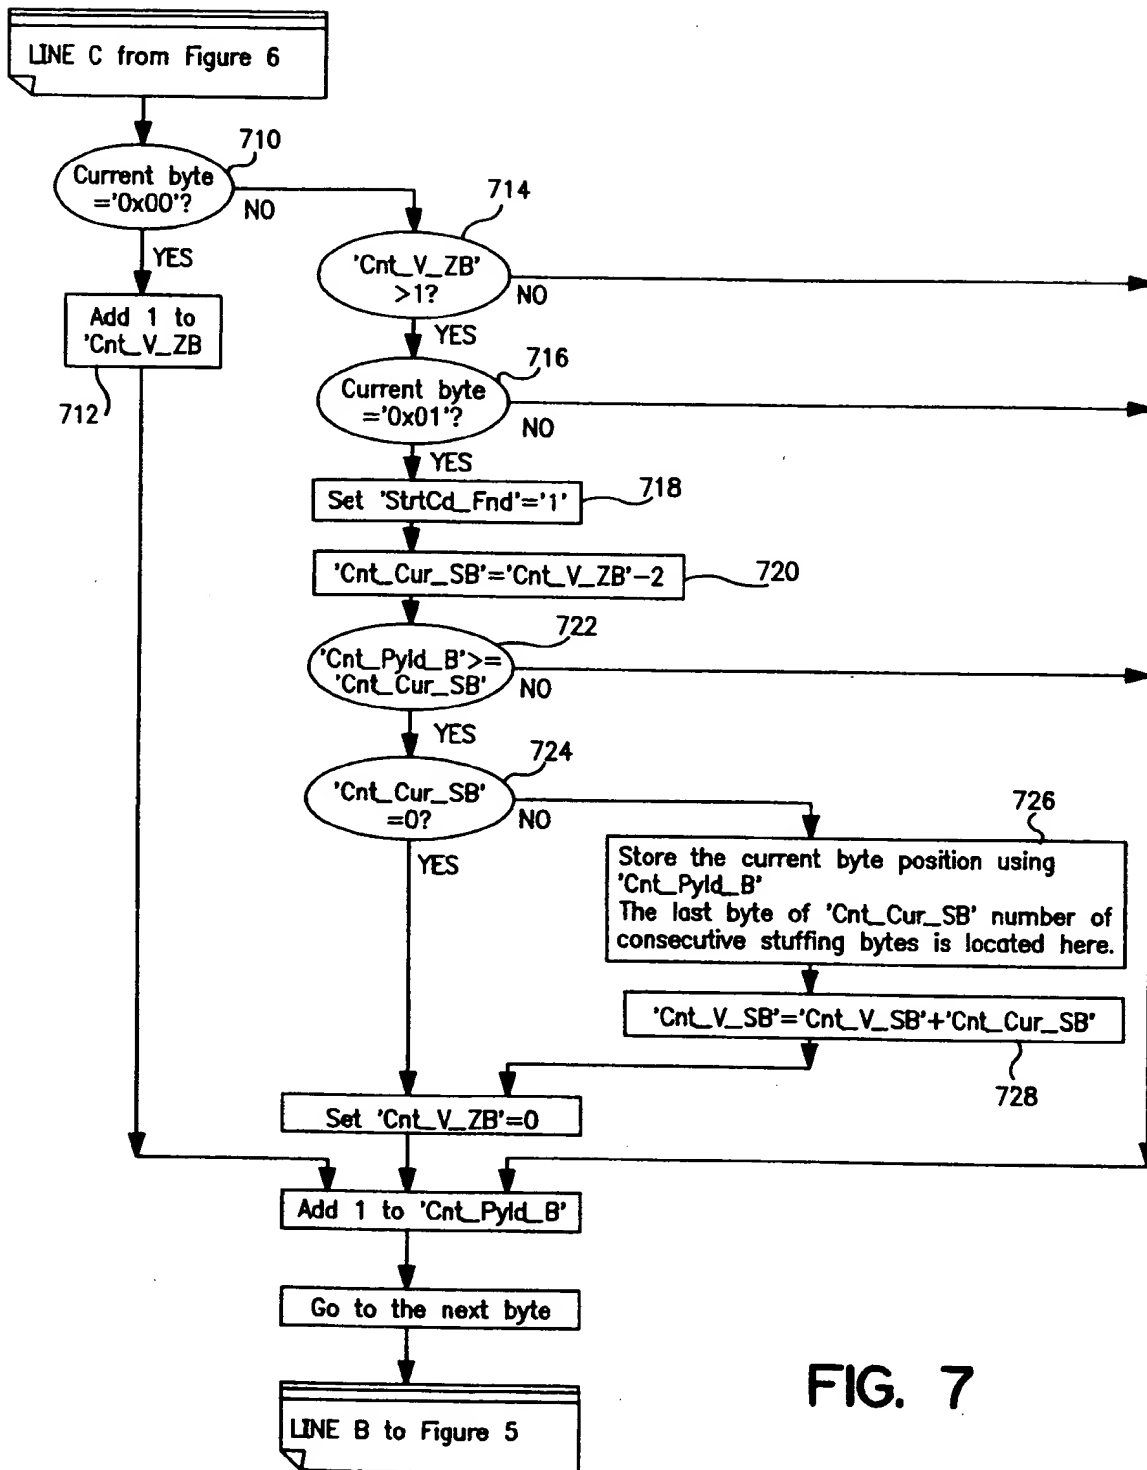 LINE C from Figure 6
710
Current byte
='0x00'?
NO
YES
714
'Cnt_V_ZB'
>1?
NO
YES
Add 1 to
'Cnt_V_ZB
712
716
Current byte
='0x01'?
NO
YES
Set 'StrtCd_Fnd'='1'
718
'Cnt_Cur_SB'='Cnt_V_ZB'-2
720
722
'Cnt_Pyld_B'>=
'Cnt_Cur_SB'
NO
YES
724
'Cnt_Cur_SB'
=0?
NO
YES
726
Store the current byte position using
'Cnt_Pyld_B'
The last byte of 'Cnt_Cur_SB' number of
consecutive stuffing bytes is located here.
'Cnt_V_SB'='Cnt_V_SB'+'Cnt_Cur_SB'
728
Set 'Cnt_V_ZB'=0
Add 1 to 'Cnt_Pyld_B'
Go to the next byte
LINE B to Figure 5
FIG. 7